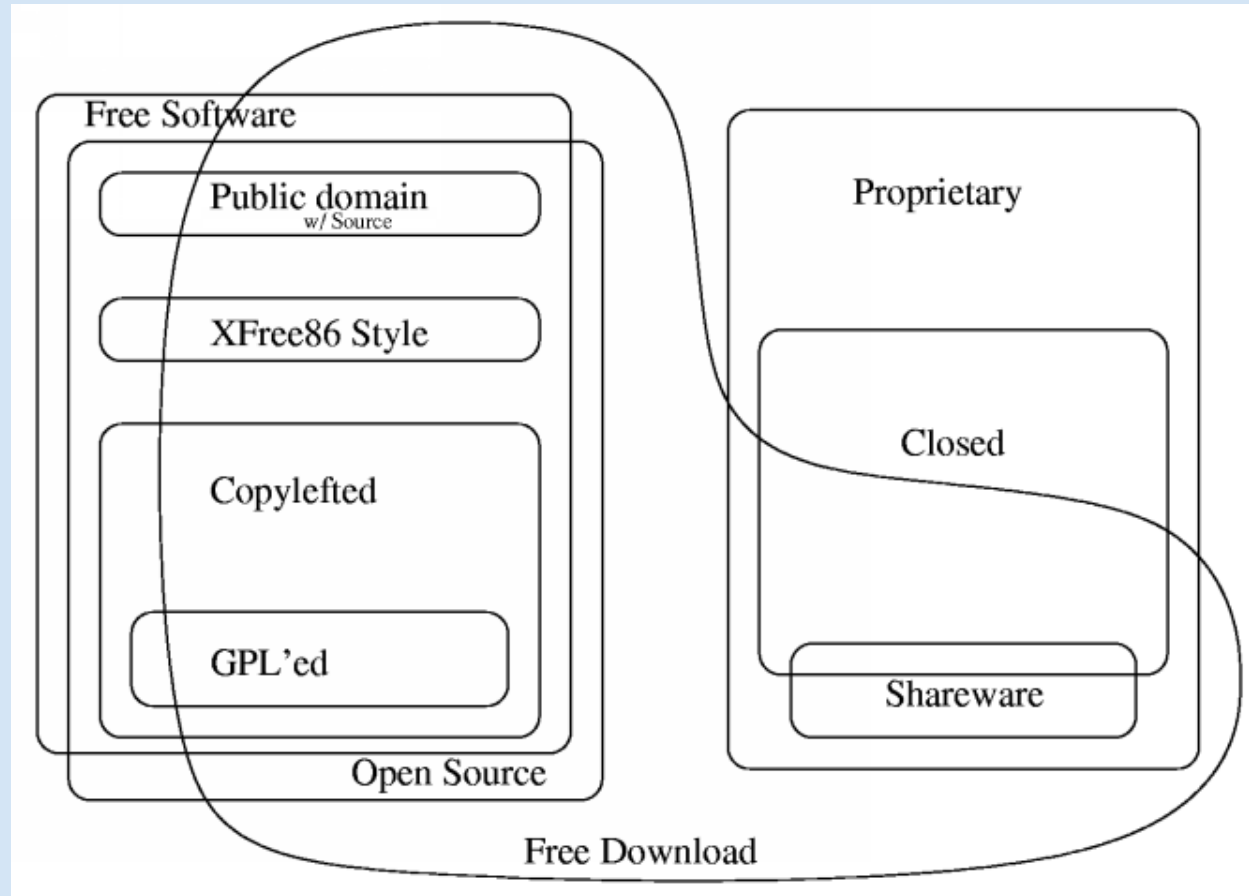 Free Software
Public domain
w/ Source
XFree86 Style
Copylefted
GPL'ed
Open Source
Proprietary
Closed
Shareware
Free Download